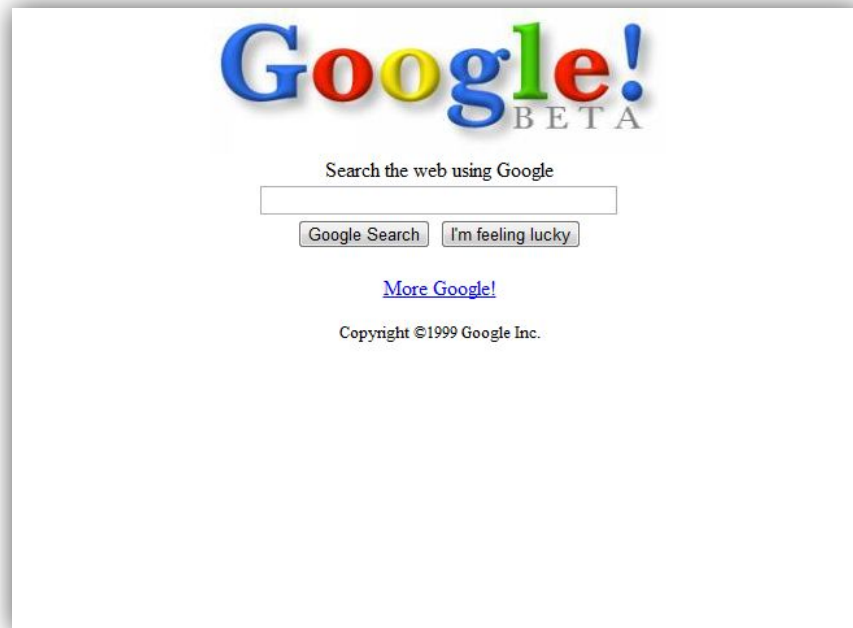 Google!
BETA
Search the web using Google
Google Search I'm feeling lucky
More Google!
Copyright ©1999 Google Inc.